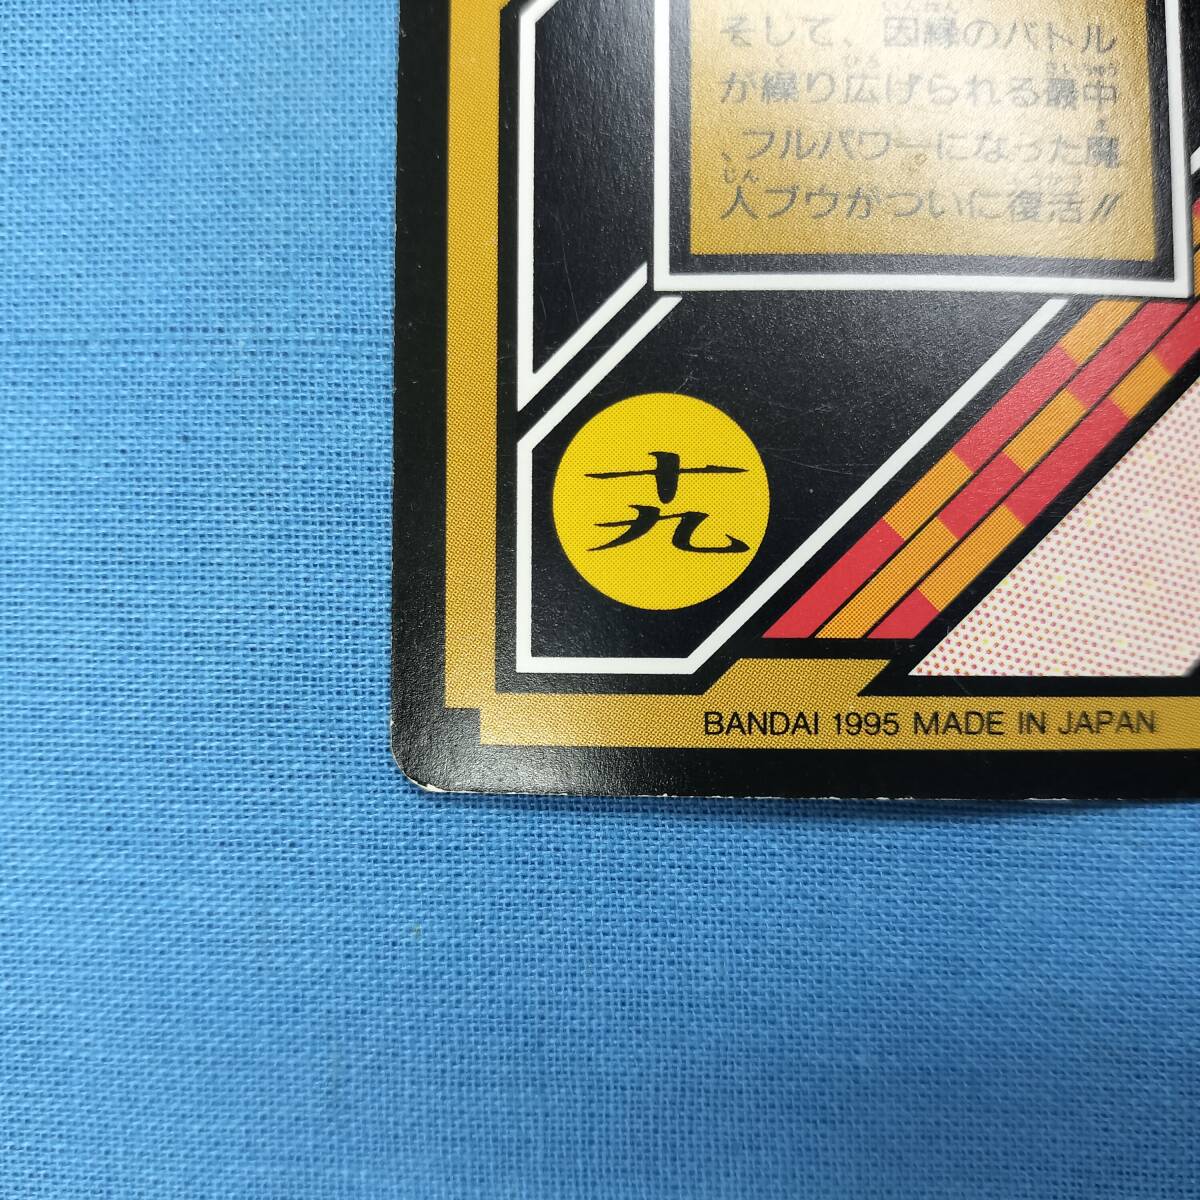 そして、因縁のバトル
が繰り広げられる最中
、フルパワーになった魔
人ブウがついに復活!!
十九
BANDAI 1995 MADE IN JAPAN